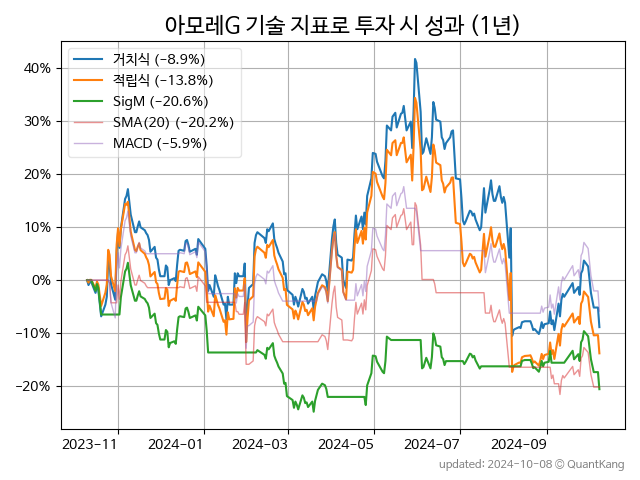 아모레G 기술 지표로 투자 시 성과 (1년)
거치식 (−8.9%)
적립식 (−13.8%)
SigM (−20.6%)
SMA(20) (−20.2%)
MACD (−5.9%)
40%
30%
20%
10%
0%
−10%
−20%
2023−11 2024−01 2024−03 2024−05 2024−07 2024−09
updated: 2024-10-08 © QuantKang